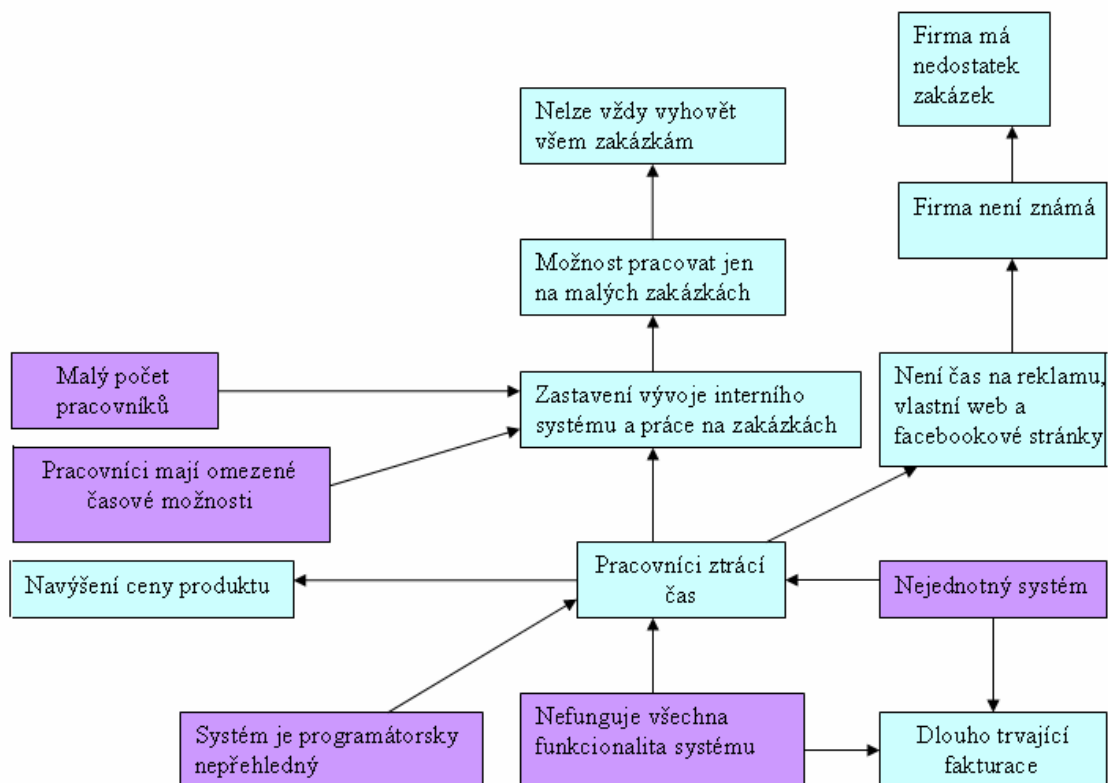 Firma má
nedostatek
zakázek
Nelze vždy vyhovět
všem zakázkám
Firma není známá
Možnost pracovat jen
na malých zakázkách
Malý počet
pracovníků
Zastavení vývoje interního
systému a práce na zakázkách
Není čas na reklamu,
vlastní web a
facebookové stránky
Pracovníci mají omezené
časové možnosti
Navýšení ceny produktu
Pracovníci ztrácí
čas
Nejednotný systém
Systém je programátorsky
nepřehledný
Nefunguje všechna
funkcionalita systému
Dlouho trvající
fakturace